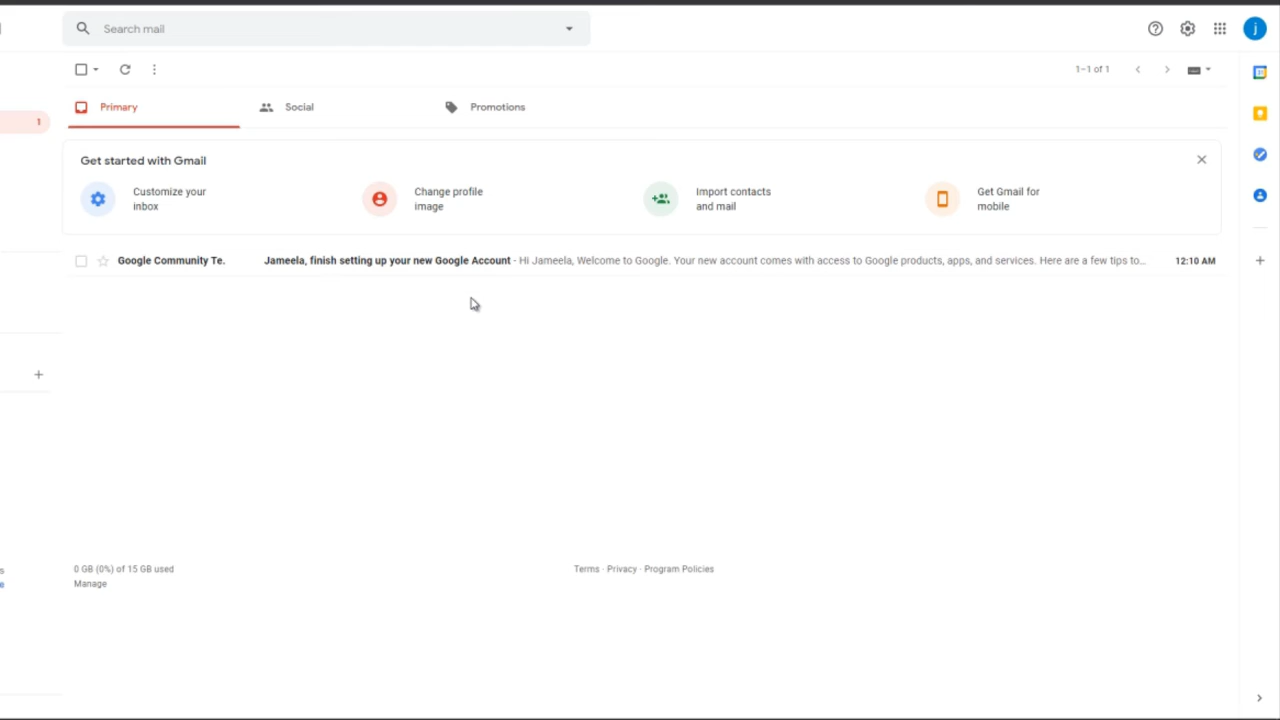 Search mail
j
1–1 of 1
1
Primary
Social
Promotions
Get started with Gmail
Customize your
inbox
Change profile
image
Import contacts
and mail
Get Gmail for
mobile
Google Community Te.
Jameela, finish setting up your new Google Account - Hi Jameela, Welcome to Google. Your new account comes with access to Google products, apps, and services. Here are a few tips to...
12:10 AM
0 GB (0%) of 15 GB used
Manage
Terms · Privacy · Program Policies
s
e